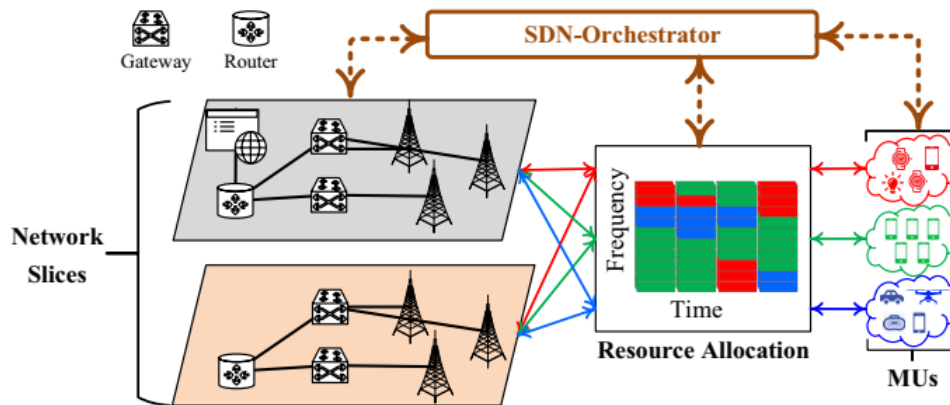 SDN-Orchestrator
Gateway
Router
Network
Slices
Frequency
Time
Resource Allocation
MUs